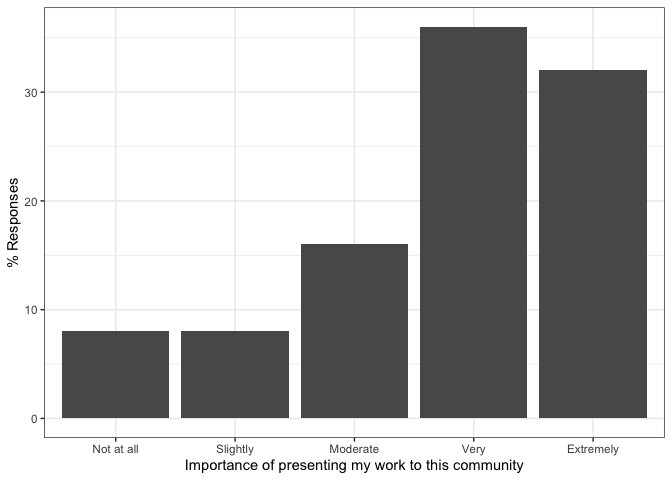 % Responses
30
20
10
0
Not at all
Slightly
Moderate
Very
Extremely
Importance of presenting my work to this community